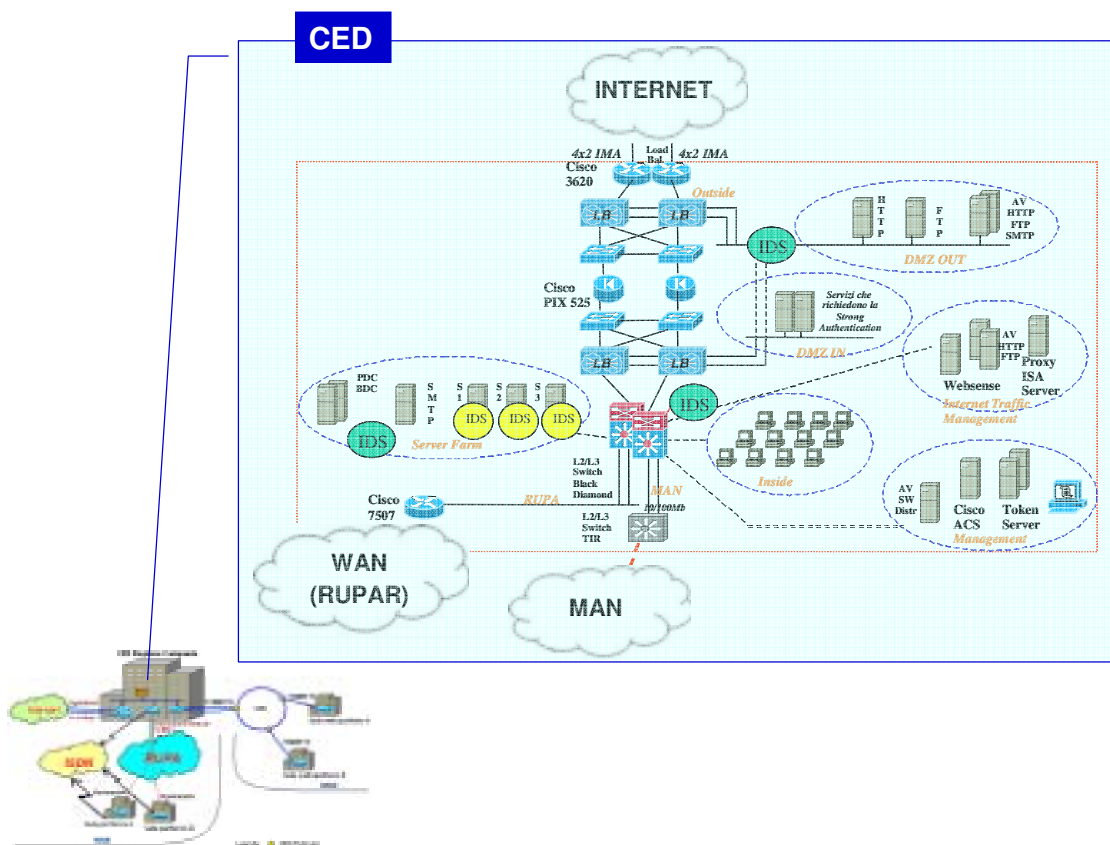 CED
INTERNET
4x2 IMA
Load
Bal.
4x2 IMA
Cisco
3620
Outside
LB
LB
H
T
T
P
F
T
P
AV
HTTP
FTP
SMTP
IDS
DMZ OUT
Cisco
PIX 525
Servizi che
richiedono la
Strong
Authentication
DMZ IN
LB
LB
AV
HTTP
FTP
Websense
Proxy
ISA
Server
Internet Traffic
Management
PDC
BDC
S
M
T
P
S
1
S
2
S
3
IDS
IDS
IDS
IDS
IDS
Server Farm
Inside
L2/L3
Switch
Black
Diamond
RUPA
MAN
10/100Mb
Cisco
7507
L2/L3
Switch
TIR
AV
SW
Distr
Cisco
ACS
Token
Server
Management
WAN
(RUPAR)
MAN
ISDN
RUPA